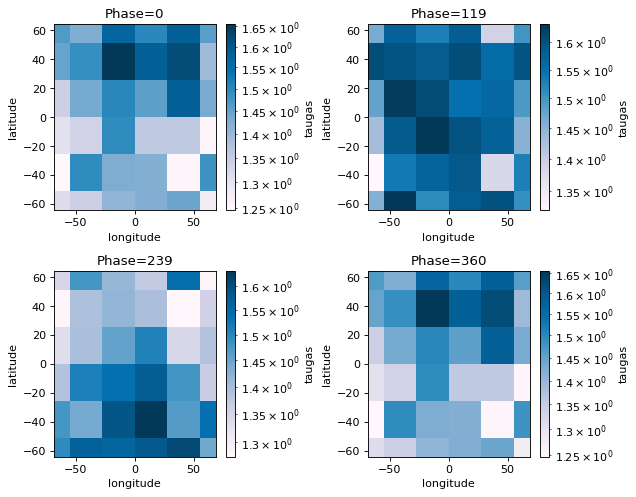 Phase=0
60
40
20
0
−20
−40
−60
latitude
−50
0
50
longitude
1.65 × 10⁰
1.6 × 10⁰
1.55 × 10⁰
1.5 × 10⁰
1.45 × 10⁰
1.4 × 10⁰
1.35 × 10⁰
1.3 × 10⁰
1.25 × 10⁰
taugas
Phase=119
60
40
20
0
−20
−40
−60
latitude
−50
0
50
longitude
1.6 × 10⁰
1.55 × 10⁰
1.5 × 10⁰
1.45 × 10⁰
1.4 × 10⁰
1.35 × 10⁰
taugas
Phase=239
60
40
20
0
−20
−40
−60
latitude
−50
0
50
longitude
1.6 × 10⁰
1.55 × 10⁰
1.5 × 10⁰
1.45 × 10⁰
1.4 × 10⁰
1.35 × 10⁰
1.3 × 10⁰
taugas
Phase=360
60
40
20
0
−20
−40
−60
latitude
−50
0
50
longitude
1.65 × 10⁰
1.6 × 10⁰
1.55 × 10⁰
1.5 × 10⁰
1.45 × 10⁰
1.4 × 10⁰
1.35 × 10⁰
1.3 × 10⁰
1.25 × 10⁰
taugas